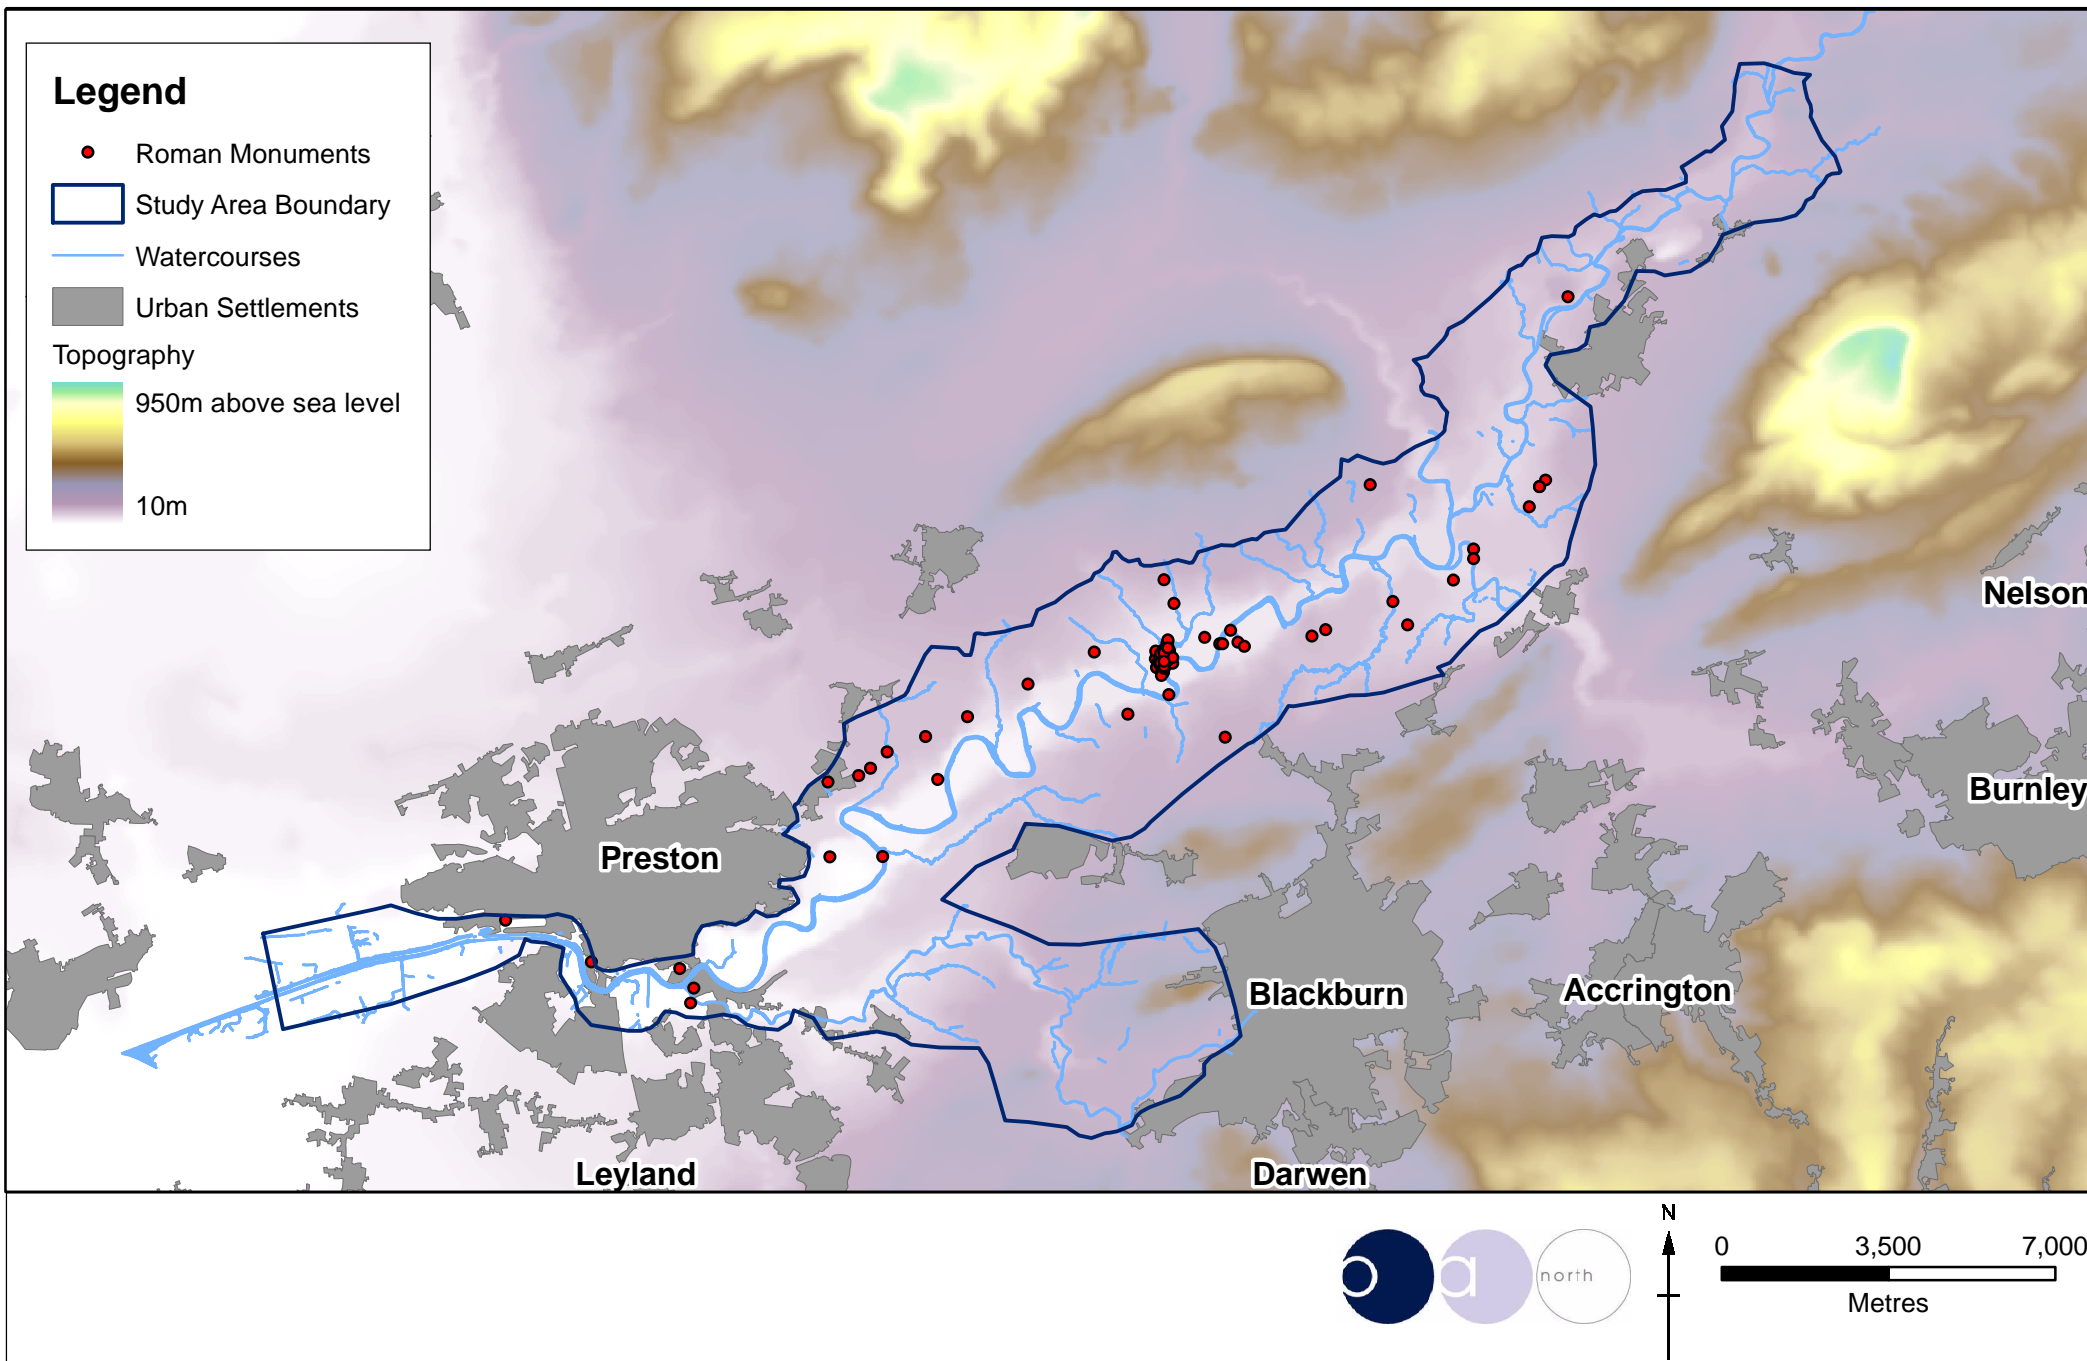 Legend
Roman Monuments
Study Area Boundary
Watercourses
Urban Settlements
Topography
950m above sea level
10m
Nelson
Burnley
Preston
Blackburn
Accrington
Leyland
Darwen
oa north
N
0 3,500 7,000
Metres